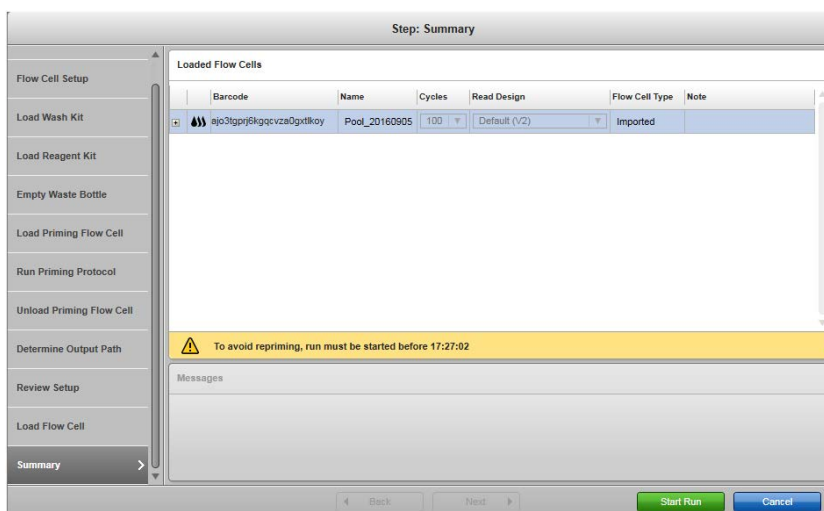 Step: Summary
Flow Cell Setup
Load Wash Kit
Load Reagent Kit
Empty Waste Bottle
Load Priming Flow Cell
Run Priming Protocol
Unload Priming Flow Cell
Determine Output Path
Review Setup
Load Flow Cell
Summary
Loaded Flow Cells
Barcode Name Cycles Read Design Flow Cell Type Note
ajo3tgprj6kgqcvza0gxtlkoy Pool_20160905 100 Default (V2) Imported
To avoid repriming, run must be started before 17:27:02
Messages
Back Next Start Run Cancel